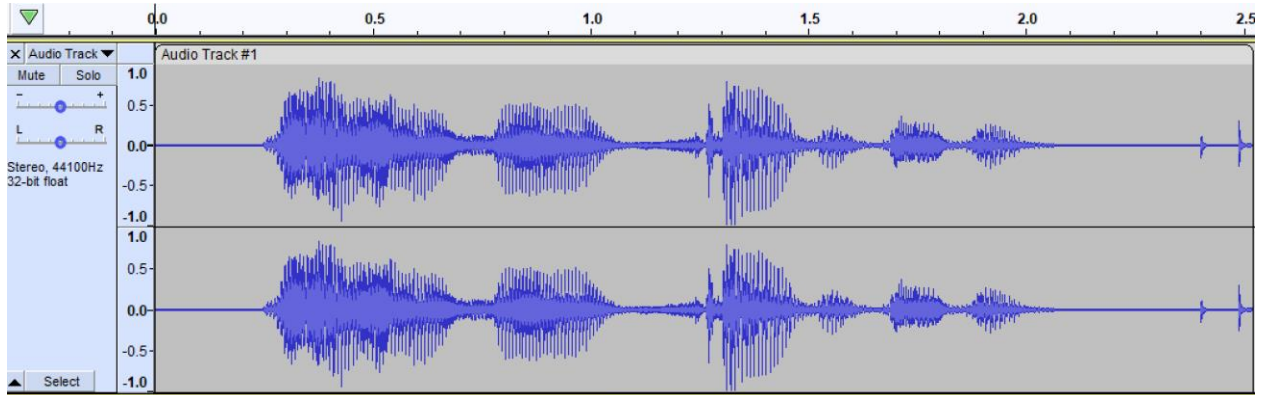 0.0 0.5 1.0 1.5 2.0 2.5
X Audio Track Audio Track #1
Mute Solo 1.0
- + 0.5
L R 0.0
Stereo, 44100Hz
32-bit float -0.5
-1.0
1.0
0.5
0.0
-0.5
Select -1.0